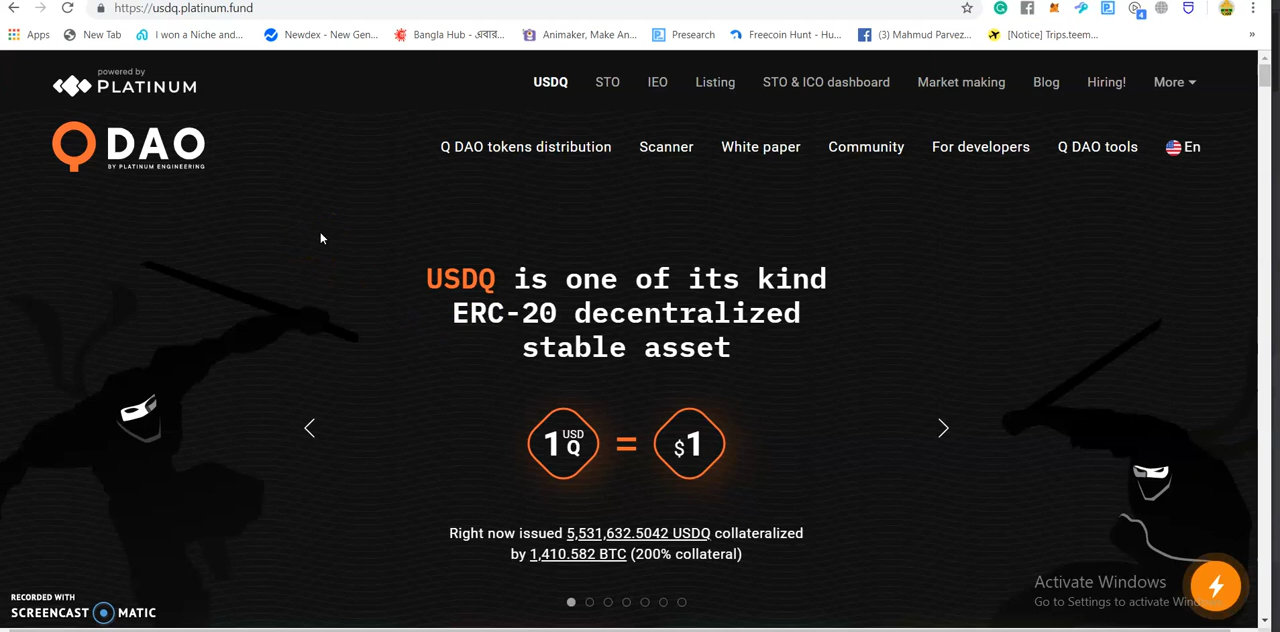 https://usdq.platinum.fund
4
Apps
New Tab
I won a Niche and...
Newdex - New Gen...
Bangla Hub - এবার...
Animaker, Make An...
Presearch
Freecoin Hunt - Hu...
(3) Mahmud Parvez...
[Notice] Trips.teem...
»
powered by
PLATINUM
USDQ
STO
IEO
Listing
STO & ICO dashboard
Market making
Blog
Hiring!
More
Q DAO
BY PLATINUM ENGINEERING
Q DAO tokens distribution
Scanner
White paper
Community
For developers
Q DAO tools
En
USDQ is one of its kind
ERC-20 decentralized
stable asset
1 USD Q = $1
Right now issued 5,531,632.5042 USDQ collateralized
by 1,410.582 BTC (200% collateral)
Activate Windows
Go to Settings to activate Windows
RECORDED WITH
SCREENCAST MATIC